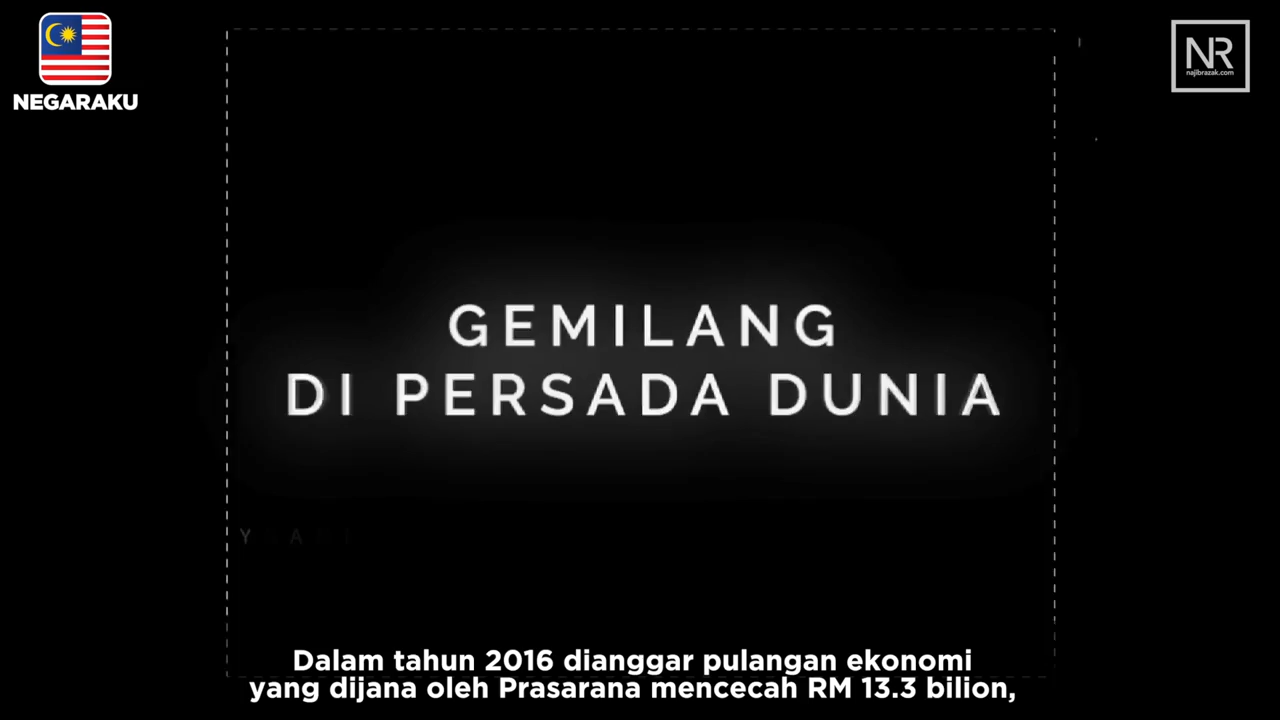 NEGARAKU
NR
najibrazak.com
GEMILANG
DI PERSADA DUNIA
Dalam tahun 2016 dianggar pulangan ekonomi
yang dijana oleh Prasarana mencecah RM 13.3 bilion,